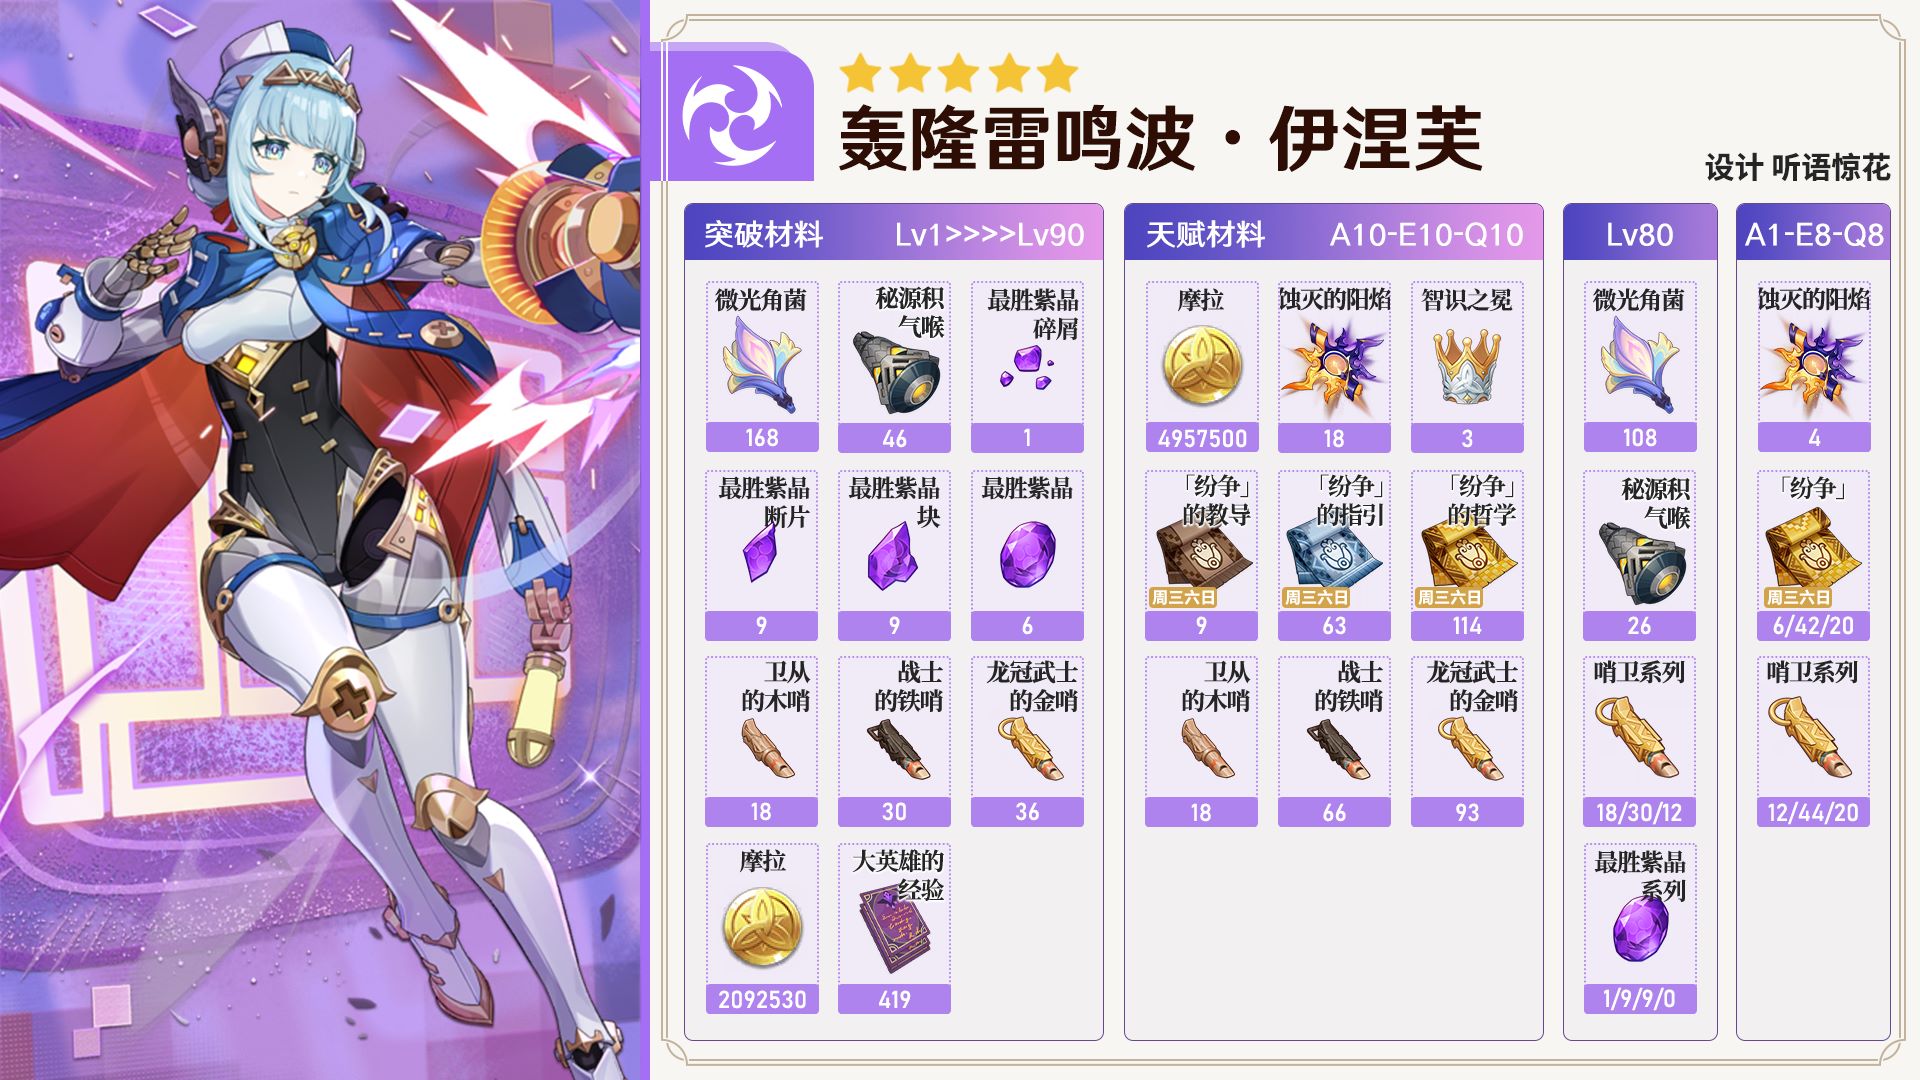 轰隆雷鸣波·伊涅芙
设计 听语惊花
突破材料 Lv1>>>>Lv90
微光角菌
168
秘源积
气喉
46
最胜紫晶
碎屑
1
最胜紫晶
断片
9
最胜紫晶
块
9
最胜紫晶
6
卫从
的木哨
18
战士
的铁哨
30
龙冠武士
的金哨
36
摩拉
2092530
大英雄的
经验
419
天赋材料 A10-E10-Q10
摩拉
4957500
蚀灭的阳焰
18
智识之冕
3
「纷争」
的教导
周三六日
9
「纷争」
的指引
周三六日
63
「纷争」
的哲学
周三六日
114
卫从
的木哨
18
战士
的铁哨
66
龙冠武士
的金哨
93
Lv80
微光角菌
108
秘源积
气喉
26
哨卫系列
18/30/12
最胜紫晶
系列
1/9/9/0
A1-E8-Q8
蚀灭的阳焰
4
「纷争」
周三六日
6/42/20
哨卫系列
12/44/20